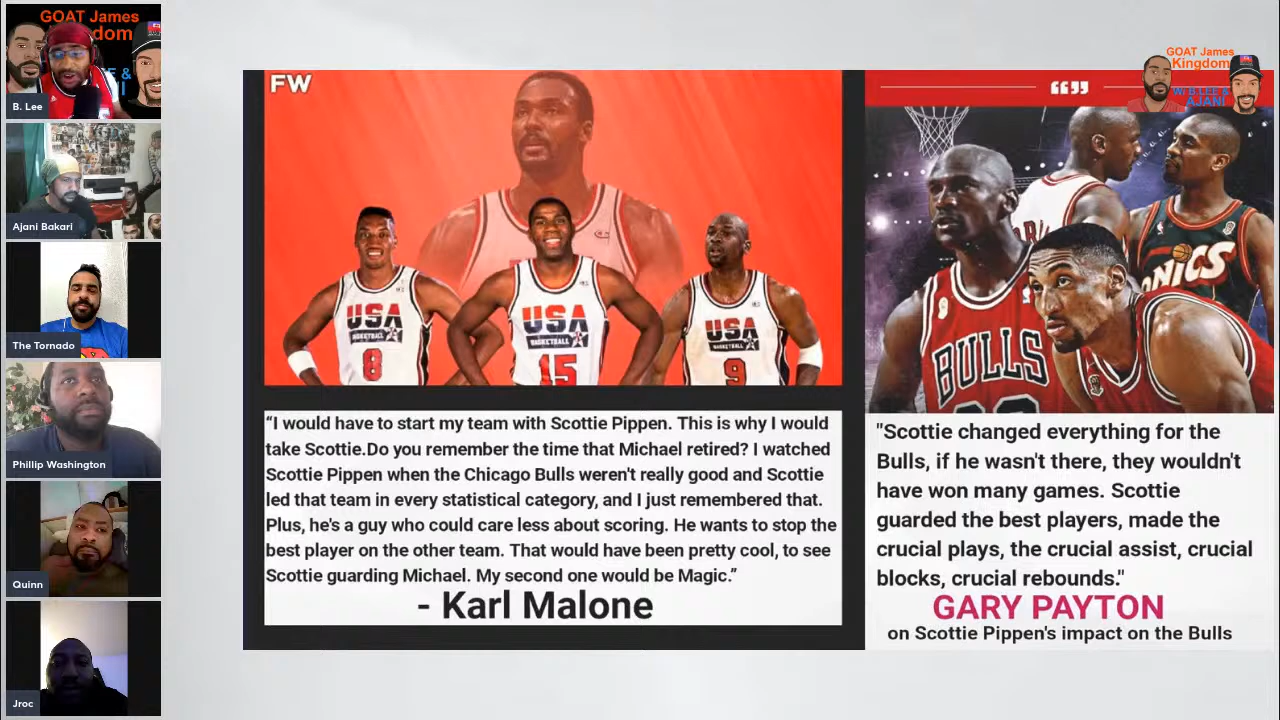 GOAT James
Kingdom
B. Lee
Ajani Bakari
The Tornado
Phillip Washington
Quinn
Jroc
FW
USA
BASKETBALL
8
USA
BASKETBALL
15
USA
BASKETBALL
9
“I would have to start my team with Scottie Pippen. This is why I would
take Scottie.Do you remember the time that Michael retired? I watched
Scottie Pippen when the Chicago Bulls weren't really good and Scottie
led that team in every statistical category, and I just remembered that.
Plus, he's a guy who could care less about scoring. He wants to stop the
best player on the other team. That would have been pretty cool, to see
Scottie guarding Michael. My second one would be Magic.”
- Karl Malone
GOAT James
Kingdom
W/ B.LEE &
AJANI
BULLS
ONICS
"Scottie changed everything for the
Bulls, if he wasn't there, they wouldn't
have won many games. Scottie
guarded the best players, made the
crucial plays, the crucial assist, crucial
blocks, crucial rebounds."
GARY PAYTON
on Scottie Pippen's impact on the Bulls